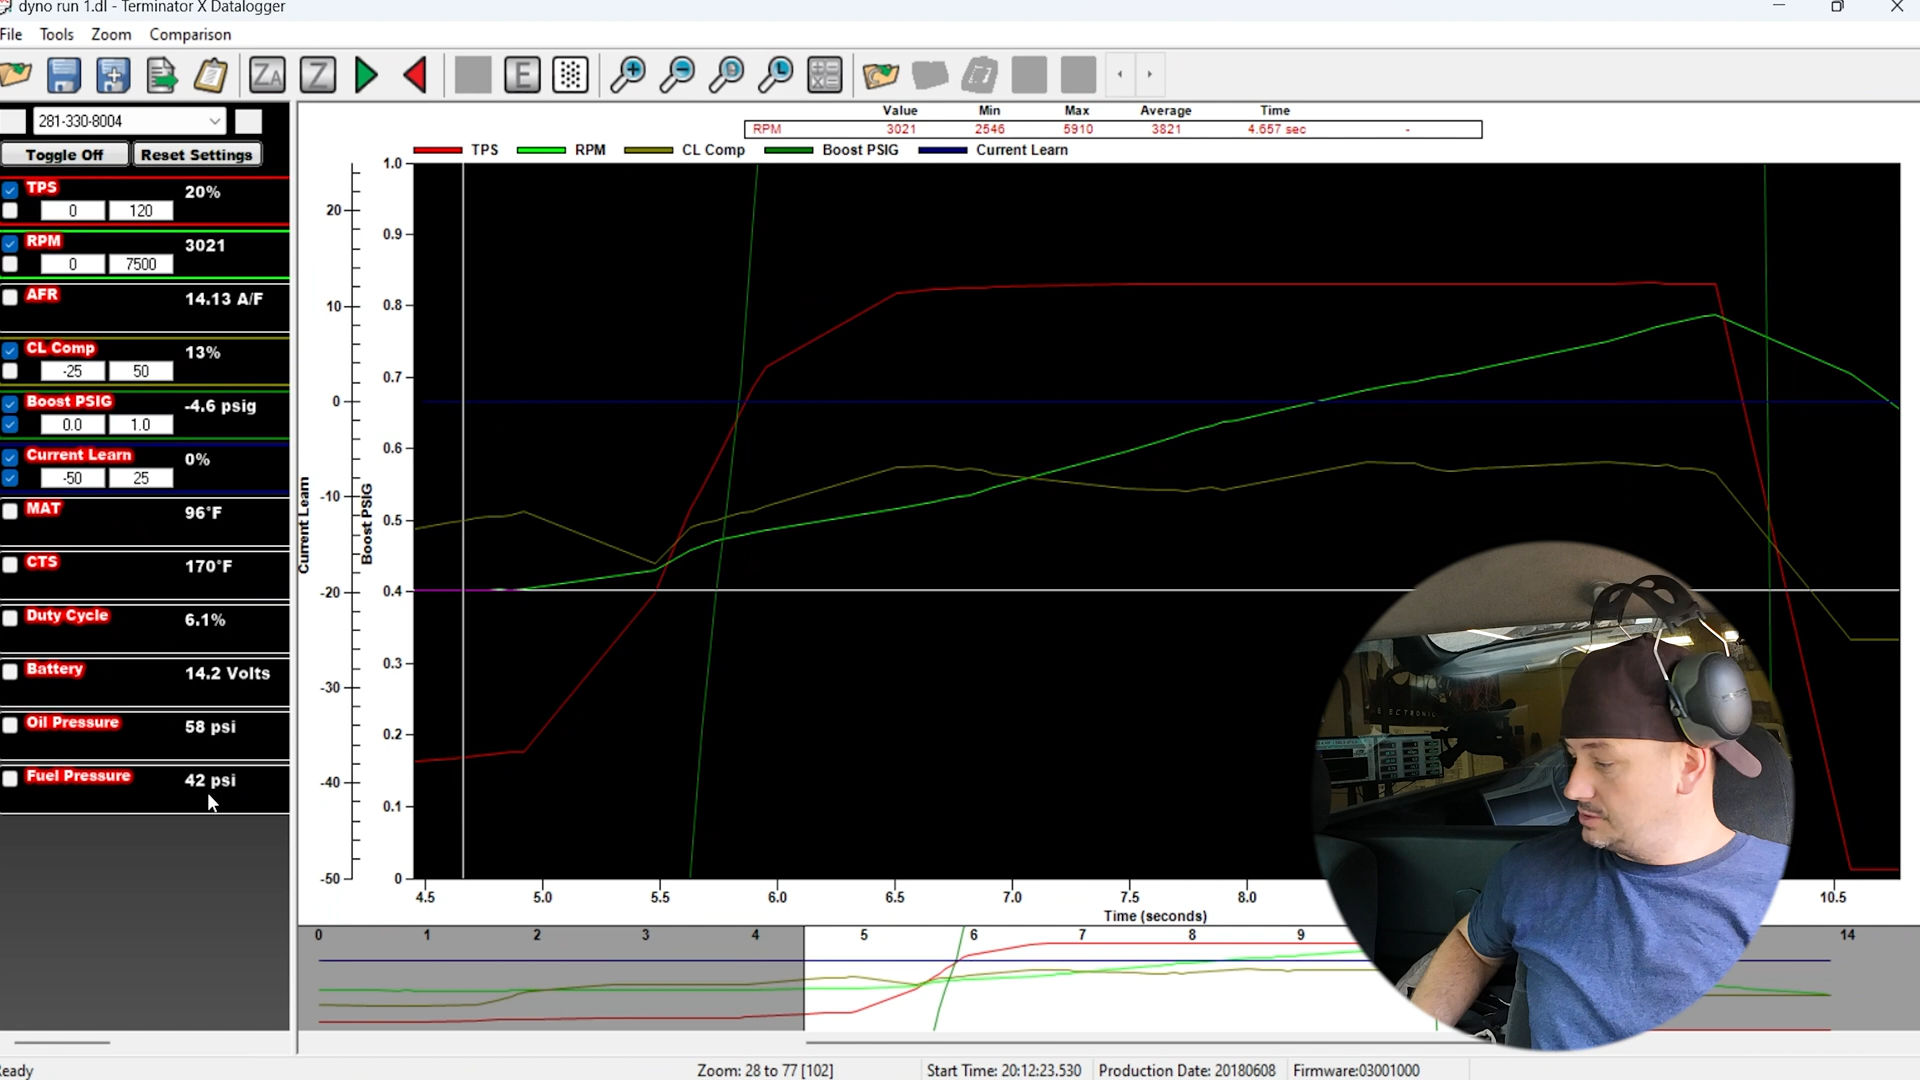 dyno run 1.dl - Terminator X Datalogger
File Tools Zoom Comparison
ZA Z E
281-330-8004
Toggle Off Reset Settings
TPS 20%
0 120
RPM 3021
0 7500
AFR 14.13 A/F
CL Comp 13%
-25 50
Boost PSIG -4.6 psig
0.0 1.0
Current Learn 0%
-50 25
MAT 96°F
CTS 170°F
Duty Cycle 6.1%
Battery 14.2 Volts
Oil Pressure 58 psi
Fuel Pressure 42 psi
Value Min Max Average Time
RPM 3021 2546 5910 3821 4.657 sec -
TPS RPM CL Comp Boost PSIG Current Learn
20
10
0
-10
-20
-30
-40
-50
Current Learn
1.0
0.9
0.8
0.7
0.6
0.5
0.4
0.3
0.2
0.1
0
Boost PSIG
4.5 5.0 5.5 6.0 6.5 7.0 7.5 8.0 10.5
Time (seconds)
0 1 2 3 4 5 6 7 8 9 14
Zoom: 28 to 77 [102] Start Time: 20:12:23.530 Production Date: 20180608 Firmware:03001000